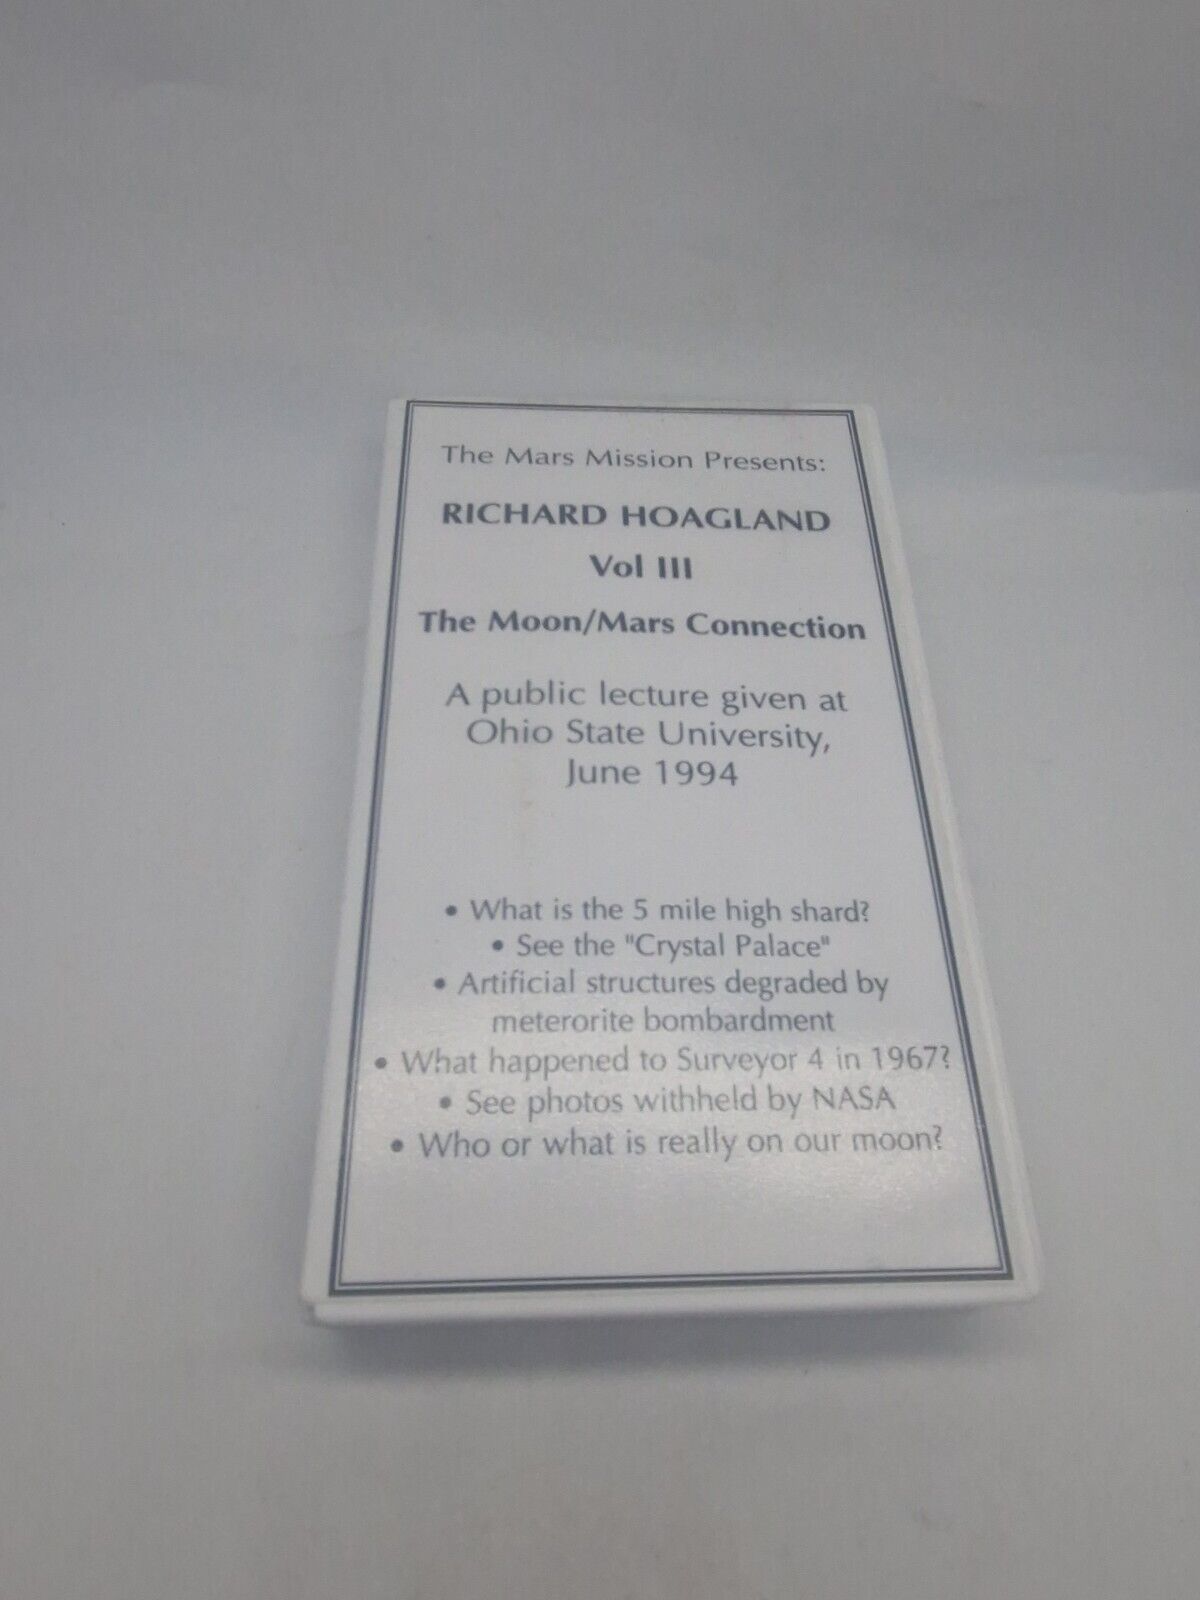 The Mars Mission Presents:
RICHARD HOAGLAND
Vol III
The Moon/Mars Connection
A public lecture given at
Ohio State University,
June 1994
• What is the 5 mile high shard?
• See the "Crystal Palace"
• Artificial structures degraded by
meterorite bombardment
• What happened to Surveyor 4 in 1967?
• See photos withheld by NASA
• Who or what is really on our moon?